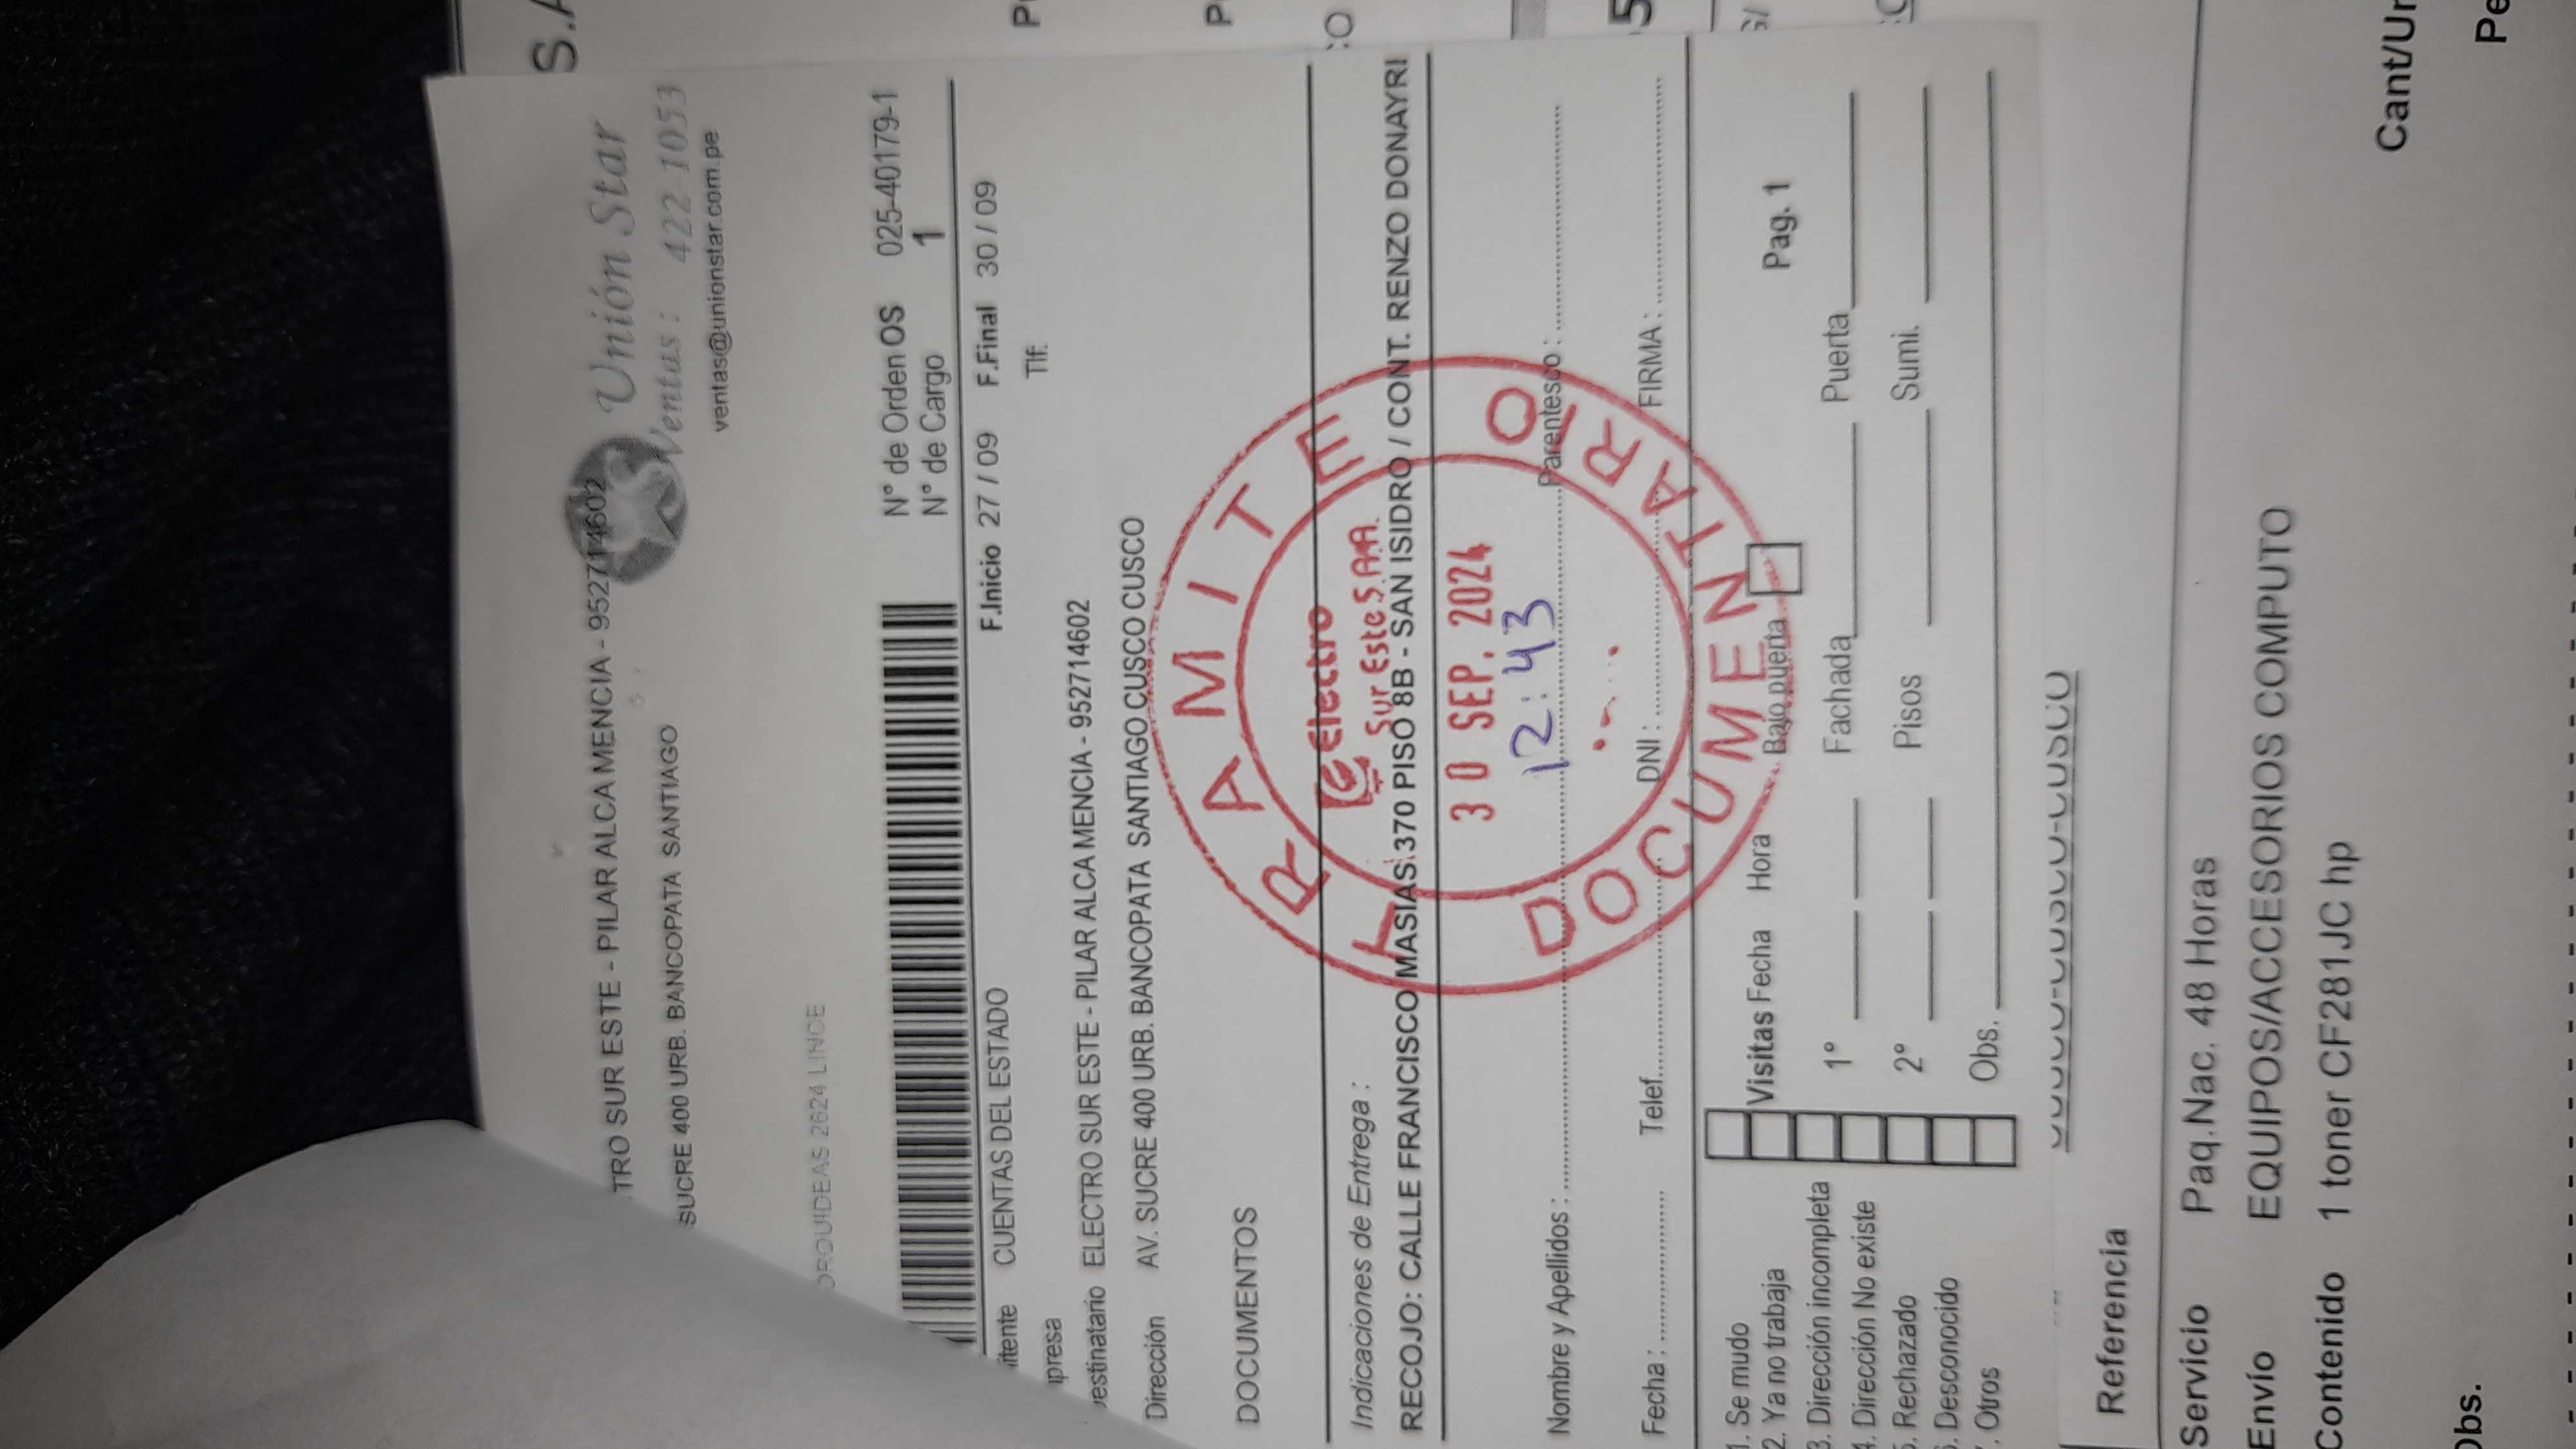 Unión Star
TRO SUR ESTE - PILAR ALCA MENCIA - 952714602
Ventas : 422-1053
SUCRE 400 URB. BANCOPATA SANTIAGO
ventas@unionstar.com.pe
ORQUIDEAS 2624 LINCE
N° de Orden OS 025-40179-1
N° de Cargo 1
CUENTAS DEL ESTADO F.Inicio 27 / 09 F.Final 30 / 09
Tlf.
ELECTRO SUR ESTE - PILAR ALCA MENCIA - 952714602
Dirección AV. SUCRE 400 URB. BANCOPATA SANTIAGO CUSCO CUSCO
DOCUMENTOS
Indicaciones de Entrega :
RECOJO: CALLE FRANCISCO MASIAS 370 PISO 8B - SAN ISIDRO / CONT. RENZO DONAYRI
TRAMITE
Electro
Sur Este S.A.A.
30 SEP. 2024
12:43
DOCUMENTARIO
Nombre y Apellidos : Parentesco :
Fecha : Telef. DNI : FIRMA :
1. Se mudo
2. Ya no trabaja Visitas Fecha Hora Bajo puerta Pag. 1
3. Dirección incompleta 1º Fachada Puerta
4. Dirección No existe
5. Rechazado 2º Pisos Sumi.
6. Desconocido
7. Otros Obs.
Referencia
Servicio Paq.Nac. 48 Horas
Envío EQUIPOS/ACCESORIOS COMPUTO
Contenido 1 toner CF281JC hp
Cant/Un
Obs.
Pe